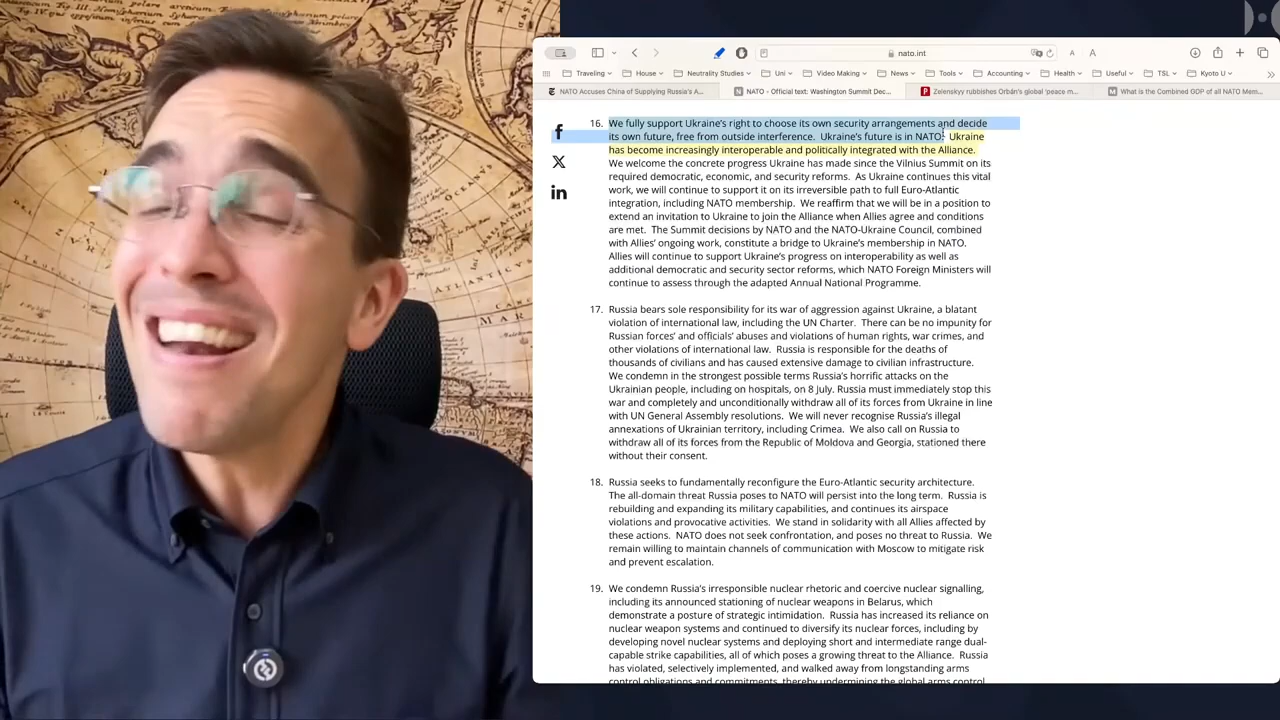 nato.int
A A
Traveling House Neutrality Studies Uni Video Making News Tools Accounting Health Useful TSL Kyoto U
NATO Accuses China of Supplying Russia's A... NATO - Official text: Washington Summit Dec... Zelenskyy rubbishes Orbán's global 'peace m... What is the Combined GDP of all NATO Mem...
16. We fully support Ukraine's right to choose its own security arrangements and decide
its own future, free from outside interference. Ukraine's future is in NATO. Ukraine
has become increasingly interoperable and politically integrated with the Alliance.
We welcome the concrete progress Ukraine has made since the Vilnius Summit on its
required democratic, economic, and security reforms. As Ukraine continues this vital
work, we will continue to support it on its irreversible path to full Euro-Atlantic
integration, including NATO membership. We reaffirm that we will be in a position to
extend an invitation to Ukraine to join the Alliance when Allies agree and conditions
are met. The Summit decisions by NATO and the NATO-Ukraine Council, combined
with Allies' ongoing work, constitute a bridge to Ukraine's membership in NATO.
Allies will continue to support Ukraine's progress on interoperability as well as
additional democratic and security sector reforms, which NATO Foreign Ministers will
continue to assess through the adapted Annual National Programme.
17. Russia bears sole responsibility for its war of aggression against Ukraine, a blatant
violation of international law, including the UN Charter. There can be no impunity for
Russian forces' and officials' abuses and violations of human rights, war crimes, and
other violations of international law. Russia is responsible for the deaths of
thousands of civilians and has caused extensive damage to civilian infrastructure.
We condemn in the strongest possible terms Russia's horrific attacks on the
Ukrainian people, including on hospitals, on 8 July. Russia must immediately stop this
war and completely and unconditionally withdraw all of its forces from Ukraine in line
with UN General Assembly resolutions. We will never recognise Russia's illegal
annexations of Ukrainian territory, including Crimea. We also call on Russia to
withdraw all of its forces from the Republic of Moldova and Georgia, stationed there
without their consent.
18. Russia seeks to fundamentally reconfigure the Euro-Atlantic security architecture.
The all-domain threat Russia poses to NATO will persist into the long term. Russia is
rebuilding and expanding its military capabilities, and continues its airspace
violations and provocative activities. We stand in solidarity with all Allies affected by
these actions. NATO does not seek confrontation, and poses no threat to Russia. We
remain willing to maintain channels of communication with Moscow to mitigate risk
and prevent escalation.
19. We condemn Russia's irresponsible nuclear rhetoric and coercive nuclear signalling,
including its announced stationing of nuclear weapons in Belarus, which
demonstrate a posture of strategic intimidation. Russia has increased its reliance on
nuclear weapon systems and continued to diversify its nuclear forces, including by
developing novel nuclear systems and deploying short and intermediate range dual-
capable strike capabilities, all of which poses a growing threat to the Alliance. Russia
has violated, selectively implemented, and walked away from longstanding arms
control obligations and commitments, thereby undermining the global arms control